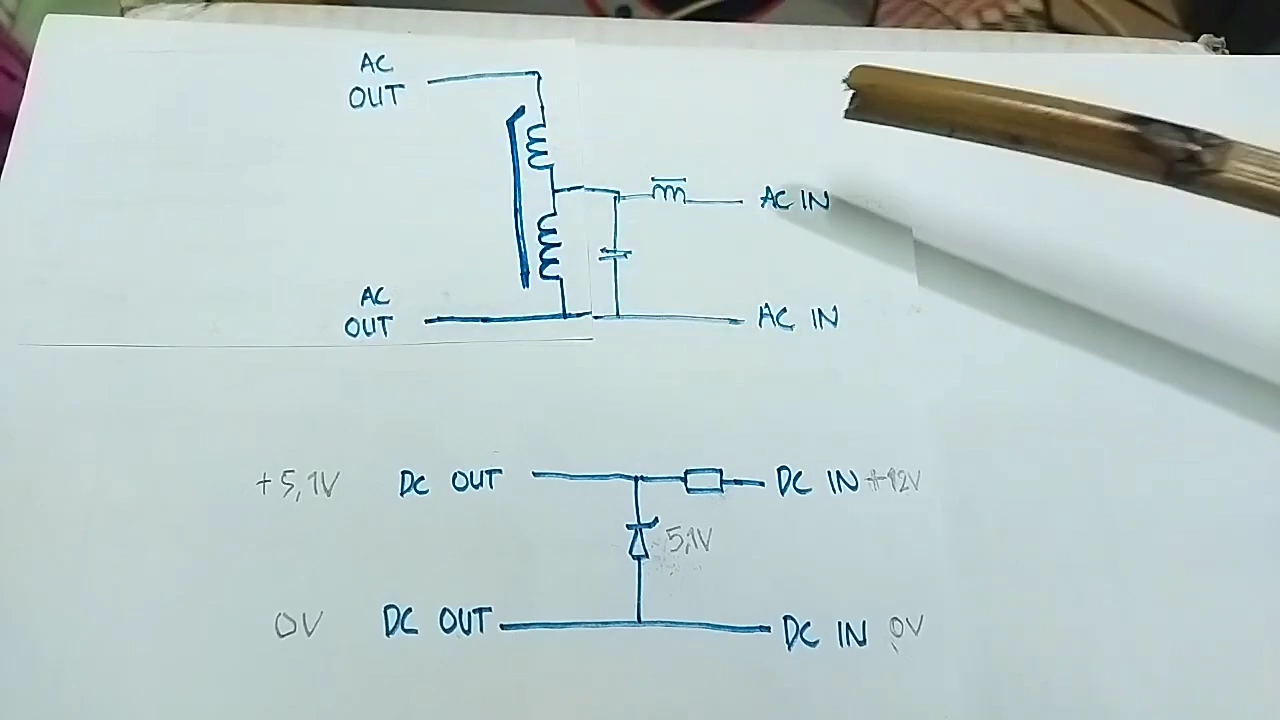 AC
OUT
AC IN
AC
OUT
AC IN
+5,1V DC OUT DC IN +12V
5,1V
0V DC OUT DC IN 0V